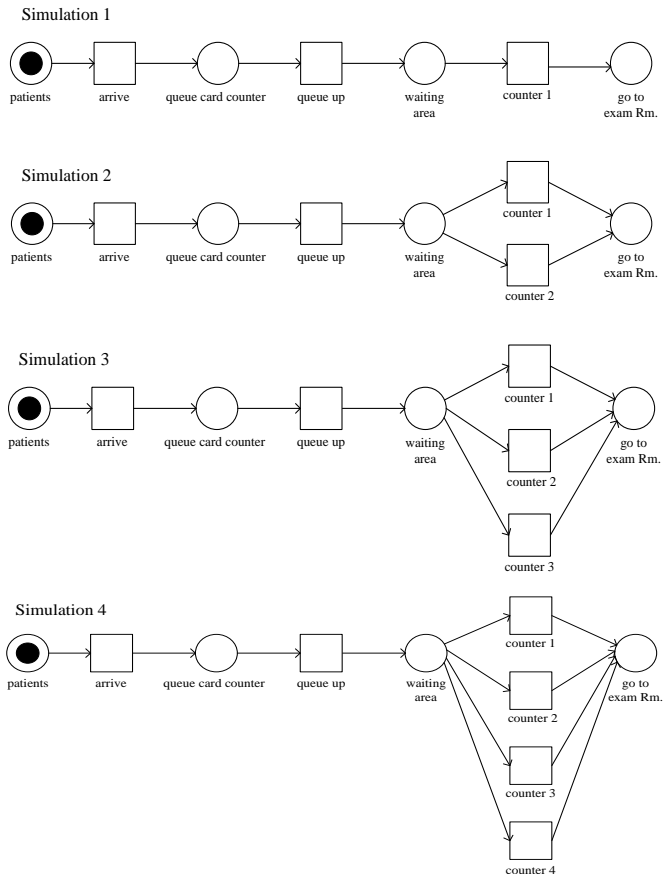 Simulation 1
patients
arrive
queue card counter
queue up
waiting
area
counter 1
go to
exam Rm.
Simulation 2
patients
arrive
queue card counter
queue up
waiting
area
counter 1
counter 2
go to
exam Rm.
Simulation 3
patients
arrive
queue card counter
queue up
waiting
area
counter 1
counter 2
counter 3
go to
exam Rm.
Simulation 4
patients
arrive
queue card counter
queue up
waiting
area
counter 1
counter 2
counter 3
counter 4
go to
exam Rm.